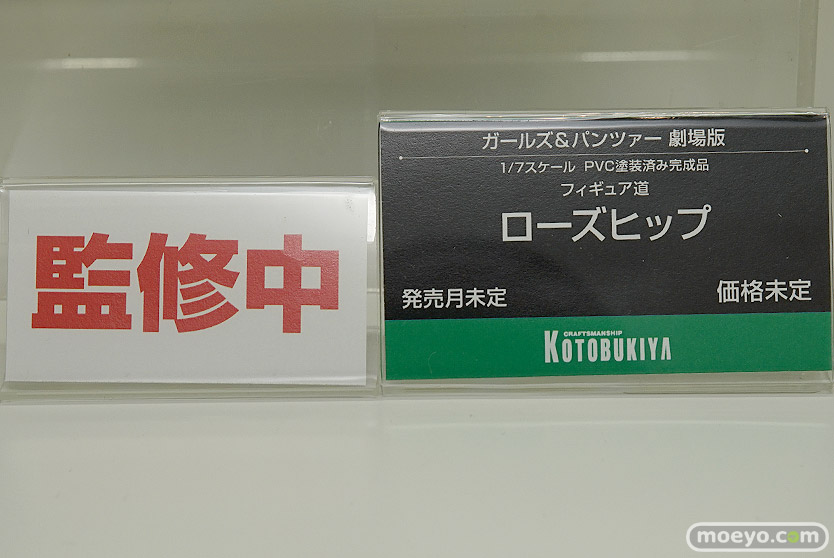 監修中
ガールズ&パンツァー 劇場版
1/7スケール PVC塗装済み完成品
フィギュア道
ローズヒップ
発売月未定
価格未定
CRAFTSMANSHIP
KOTOBUKIYA
moeyo.com